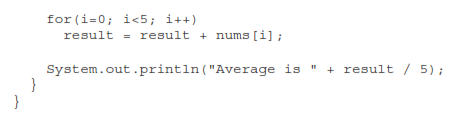 for(i=0; i<5; i++)
result = result + nums[i];
System.out.println("Average is " + result / 5);
}
}